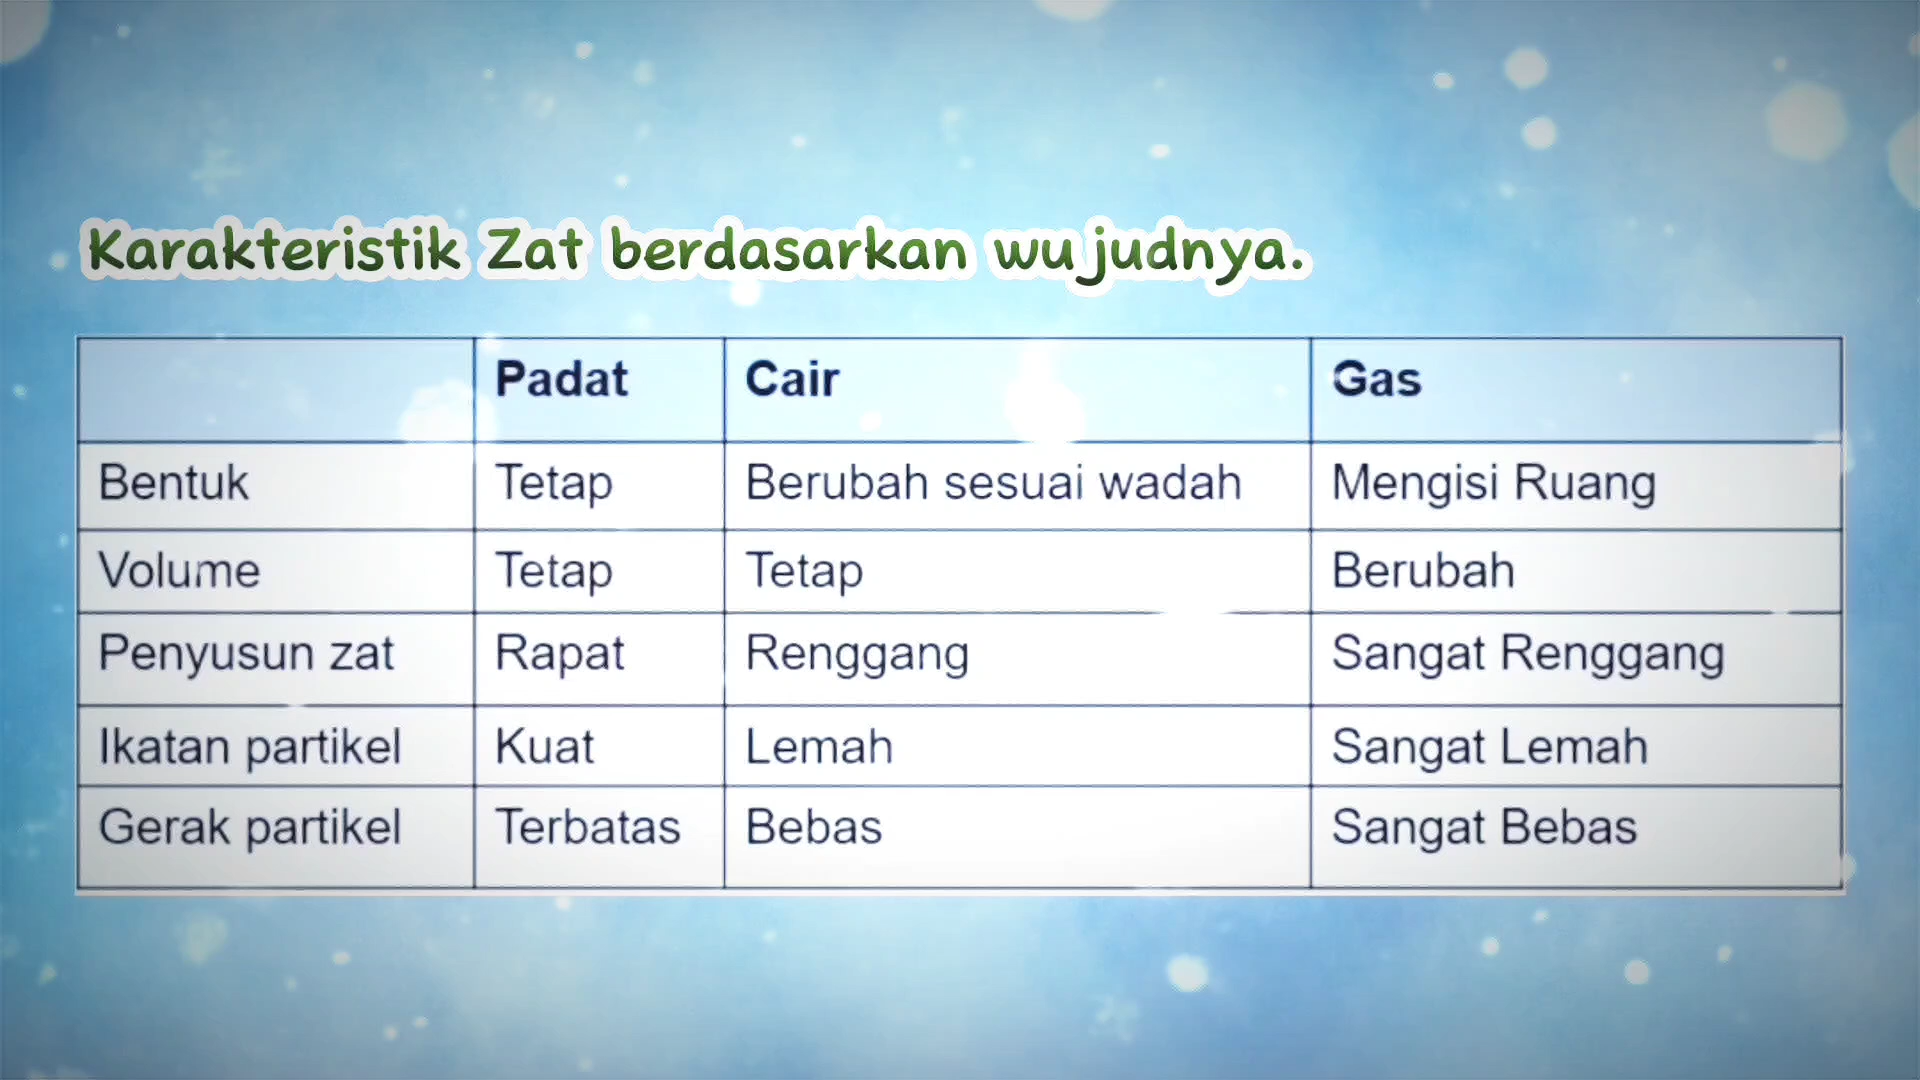 Karakteristik Zat berdasarkan wujudnya.
Padat Cair Gas
Bentuk Tetap Berubah sesuai wadah Mengisi Ruang
Volume Tetap Tetap Berubah
Penyusun zat Rapat Renggang Sangat Renggang
Ikatan partikel Kuat Lemah Sangat Lemah
Gerak partikel Terbatas Bebas Sangat Bebas